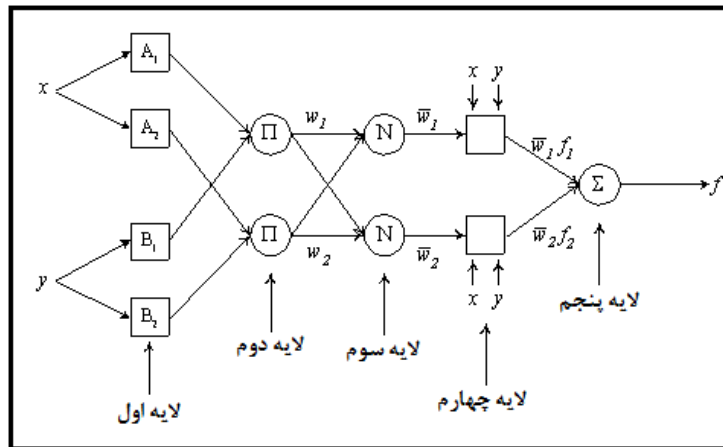 x
y
A₁
A₂
B₁
B₂
Π
Π
w₁
w₂
N
N
w̅₁
w̅₂
x y
x y
w̅₁f₁
w̅₂f₂
Σ
f
لایه اول
لایه دوم
لایه سوم
لایه چهارم
لایه پنجم